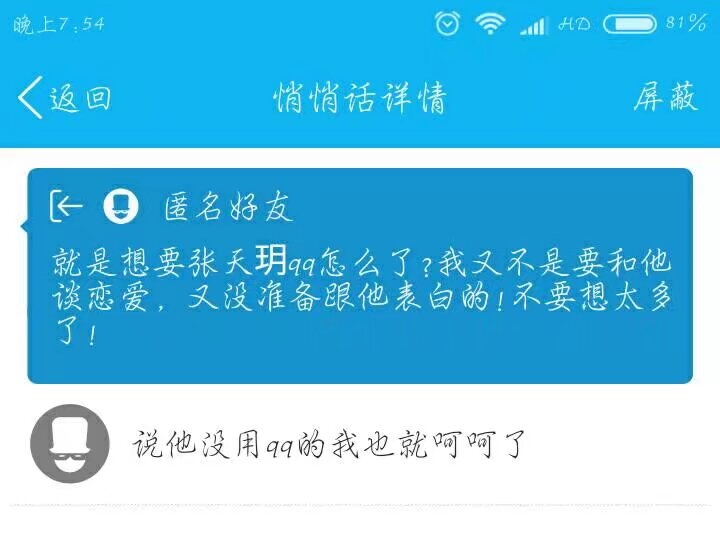 晚上7:54
HD
81%
返回
悄悄话详情
屏蔽
匿名好友
就是想要张天玥qq怎么了?我又不是要和他
谈恋爱，又没准备跟他表白的!不要想太多
了!
说他没用qq的我也就呵呵了